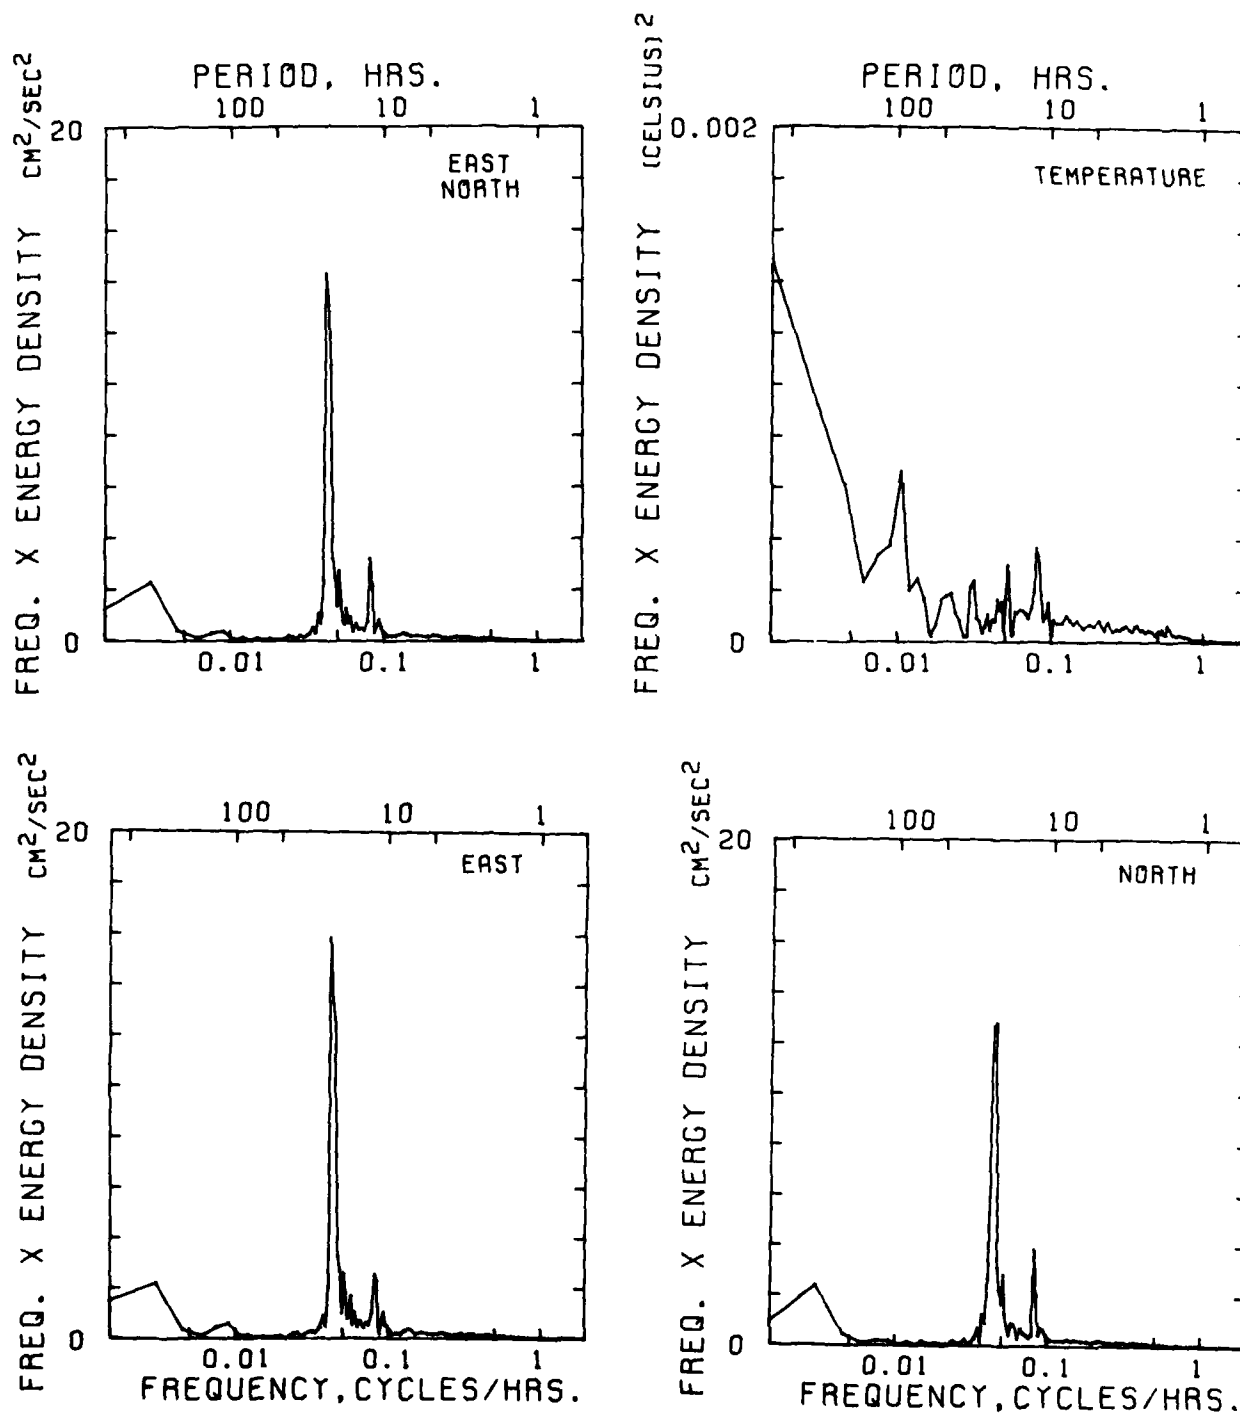 PERIOD, HRS.
100 10 1
FREQ. X ENERGY DENSITY CM²/SEC²
20
0
EAST
NORTH
0.01 0.1 1
PERIOD, HRS.
100 10 1
FREQ. X ENERGY DENSITY (CELSIUS)²
0.002
0
TEMPERATURE
0.01 0.1 1
100 10 1
FREQ. X ENERGY DENSITY CM²/SEC²
20
0
EAST
0.01 0.1 1
FREQUENCY, CYCLES/HRS.
100 10 1
FREQ. X ENERGY DENSITY CM²/SEC²
20
0
NORTH
0.01 0.1 1
FREQUENCY, CYCLES/HRS.